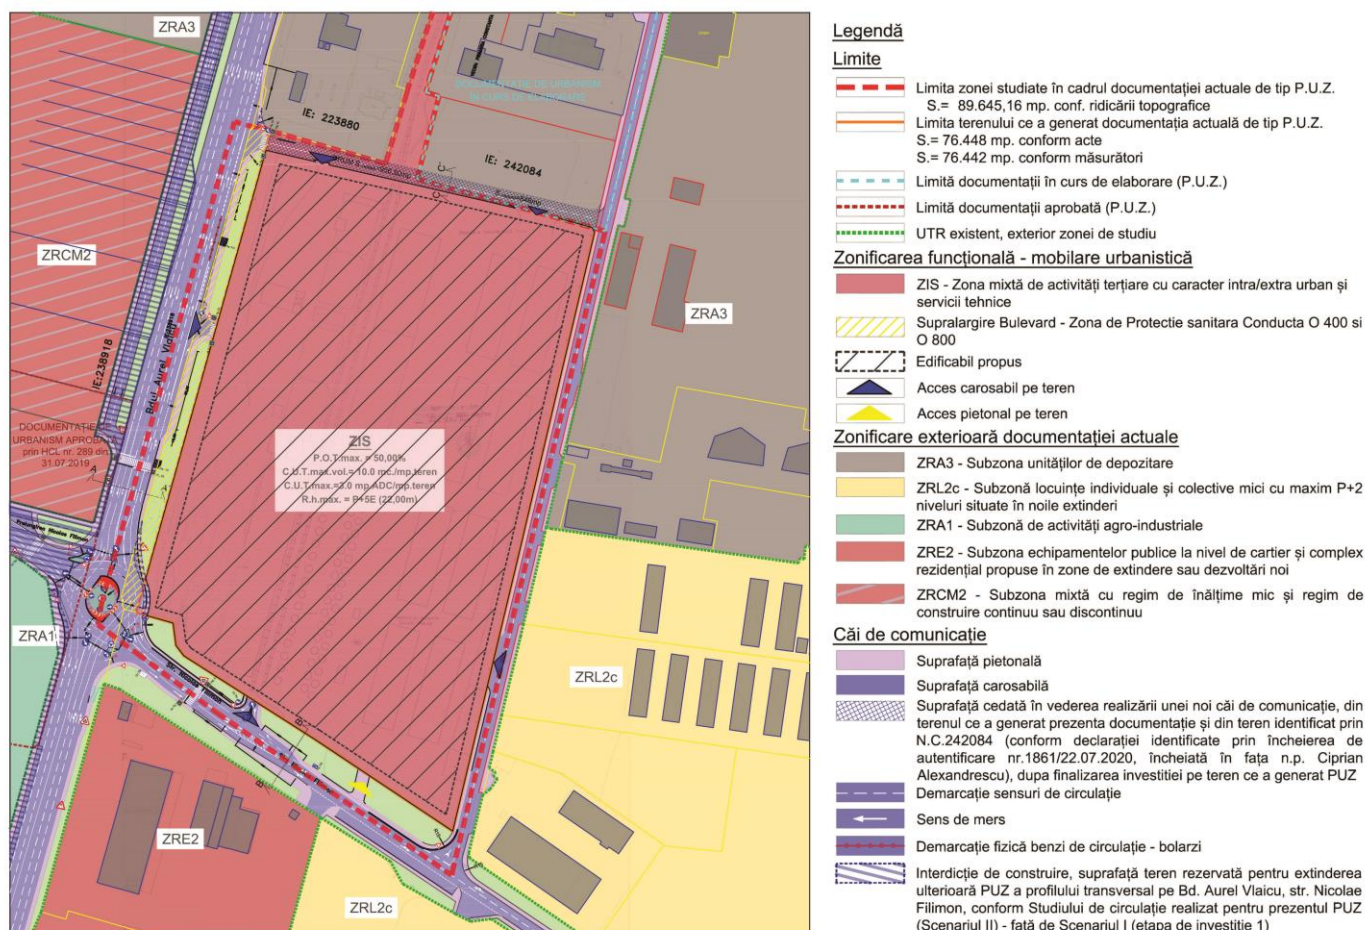 ZRA3
DOCUMENTAȚIE DE URBANISM
ÎN CURS DE ELABORARE
IE: 223880
IE: 242084
ZRCM2
ZRA3
IE:238918
Bdul Aurel Vlaicu
DOCUMENTAȚIE DE
URBANISM APROBATĂ
prin HCL nr. 289 din
31.07.2019
ZIS
P.O.T.max. = 50,00%
C.U.T.max.vol.= 10.0 mc./mp.teren
C.U.T.max.=3.0 mp.ADC/mp.teren
R.h.max. = P+5E (22,00m)
Prelungirea Nicolae Filimon
ZRA1
ZRL2c
ZRE2
ZRL2c
Legendă
Limite
Limita zonei studiate în cadrul documentației actuale de tip P.U.Z.
S.= 89.645,16 mp. conf. ridicării topografice
Limita terenului ce a generat documentația actuală de tip P.U.Z.
S.= 76.448 mp. conform acte
S.= 76.442 mp. conform măsurători
Limită documentații în curs de elaborare (P.U.Z.)
Limită documentații aprobată (P.U.Z.)
UTR existent, exterior zonei de studiu
Zonificarea funcțională - mobilare urbanistică
ZIS - Zona mixtă de activități terțiare cu caracter intra/extra urban și
servicii tehnice
Supralargire Bulevard - Zona de Protectie sanitara Conducta O 400 si
O 800
Edificabil propus
Acces carosabil pe teren
Acces pietonal pe teren
Zonificare exterioară documentației actuale
ZRA3 - Subzona unităților de depozitare
ZRL2c - Subzonă locuințe individuale și colective mici cu maxim P+2
niveluri situate în noile extinderi
ZRA1 - Subzonă de activități agro-industriale
ZRE2 - Subzona echipamentelor publice la nivel de cartier și complex
rezidențial propuse în zone de extindere sau dezvoltări noi
ZRCM2 - Subzona mixtă cu regim de înălțime mic și regim de
construire continuu sau discontinuu
Căi de comunicație
Suprafață pietonală
Suprafață carosabilă
Suprafață cedată în vederea realizării unei noi căi de comunicație, din
terenul ce a generat prezenta documentație și din teren identificat prin
N.C.242084 (conform declarației identificate prin încheierea de
autentificare nr.1861/22.07.2020, încheiată în fața n.p. Ciprian
Alexandrescu), dupa finalizarea investitiei pe teren ce a generat PUZ
Demarcație sensuri de circulație
Sens de mers
Demarcație fizică benzi de circulație - bolarzi
Interdicție de construire, suprafață teren rezervată pentru extinderea
ulterioară PUZ a profilului transversal pe Bd. Aurel Vlaicu, str. Nicolae
Filimon, conform Studiului de circulație realizat pentru prezentul PUZ
(Scenariul II) - față de Scenariul I (etapa de investiție 1)